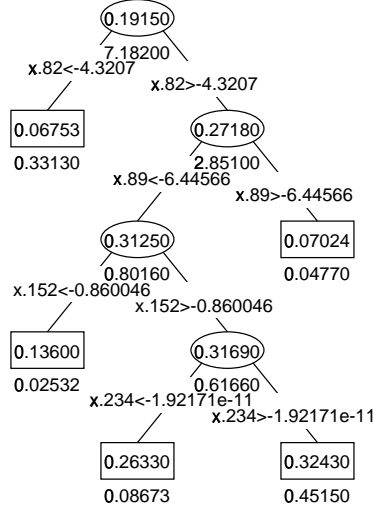 0.19150
7.18200
x.82<-4.3207
x.82>-4.3207
0.06753
0.33130
0.27180
2.85100
x.89<-6.44566
x.89>-6.44566
0.31250
0.80160
0.07024
0.04770
x.152<-0.860046
x.152>-0.860046
0.13600
0.02532
0.31690
0.61660
x.234<-1.92171e-11
x.234>-1.92171e-11
0.26330
0.08673
0.32430
0.45150